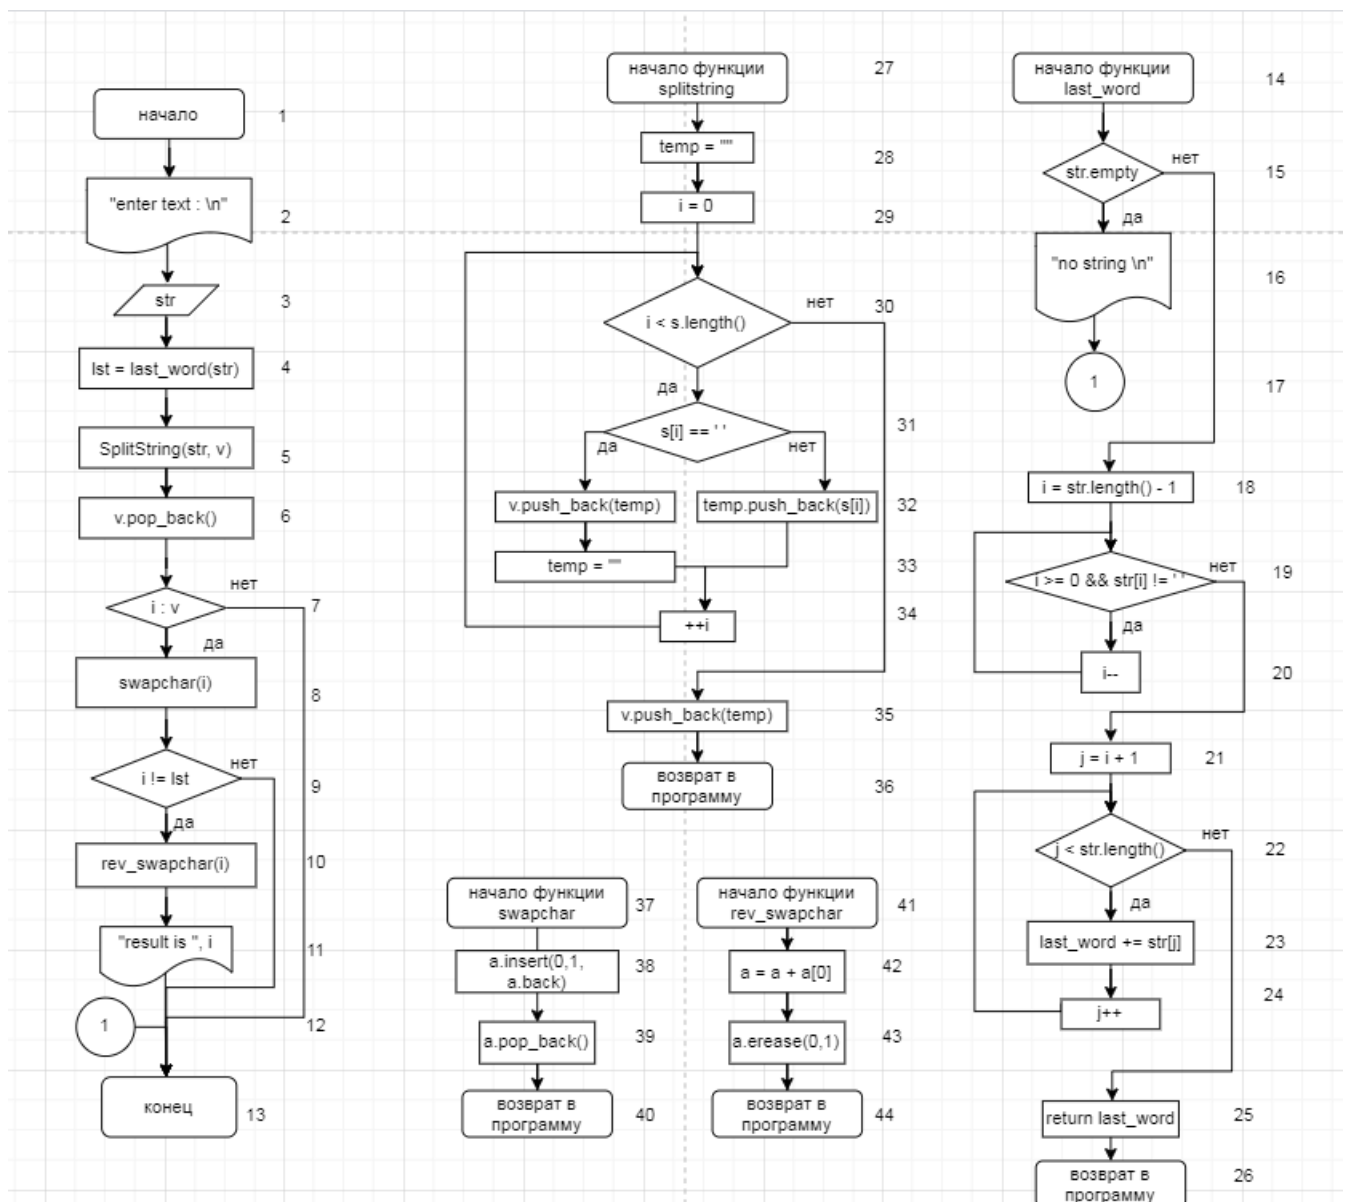 начало
1
"enter text : \n"
2
str
3
lst = last_word(str)
4
SplitString(str, v)
5
v.pop_back()
6
нет
i : v
7
да
swapchar(i)
8
нет
i != lst
9
да
rev_swapchar(i)
10
"result is ", i
11
1
12
конец
13
начало функции
splitstring
27
temp = ""
28
i = 0
29
нет
30
i < s.length()
да
s[i] == ' '
31
да
нет
v.push_back(temp)
temp.push_back(s[i])
32
temp = ""
33
++i
34
v.push_back(temp)
35
возврат в
программу
36
начало функции
swapchar
37
a.insert(0,1,
a.back)
38
a.pop_back()
39
возврат в
программу
40
начало функции
rev_swapchar
41
a = a + a[0]
42
a.erease(0,1)
43
возврат в
программу
44
начало функции
last_word
14
нет
str.empty
15
да
"no string \n"
16
1
17
i = str.length() - 1
18
нет
i >= 0 && str[i] != ' '
19
да
i--
20
j = i + 1
21
нет
j < str.length()
22
да
last_word += str[j]
23
j++
24
return last_word
25
возврат в
программу
26